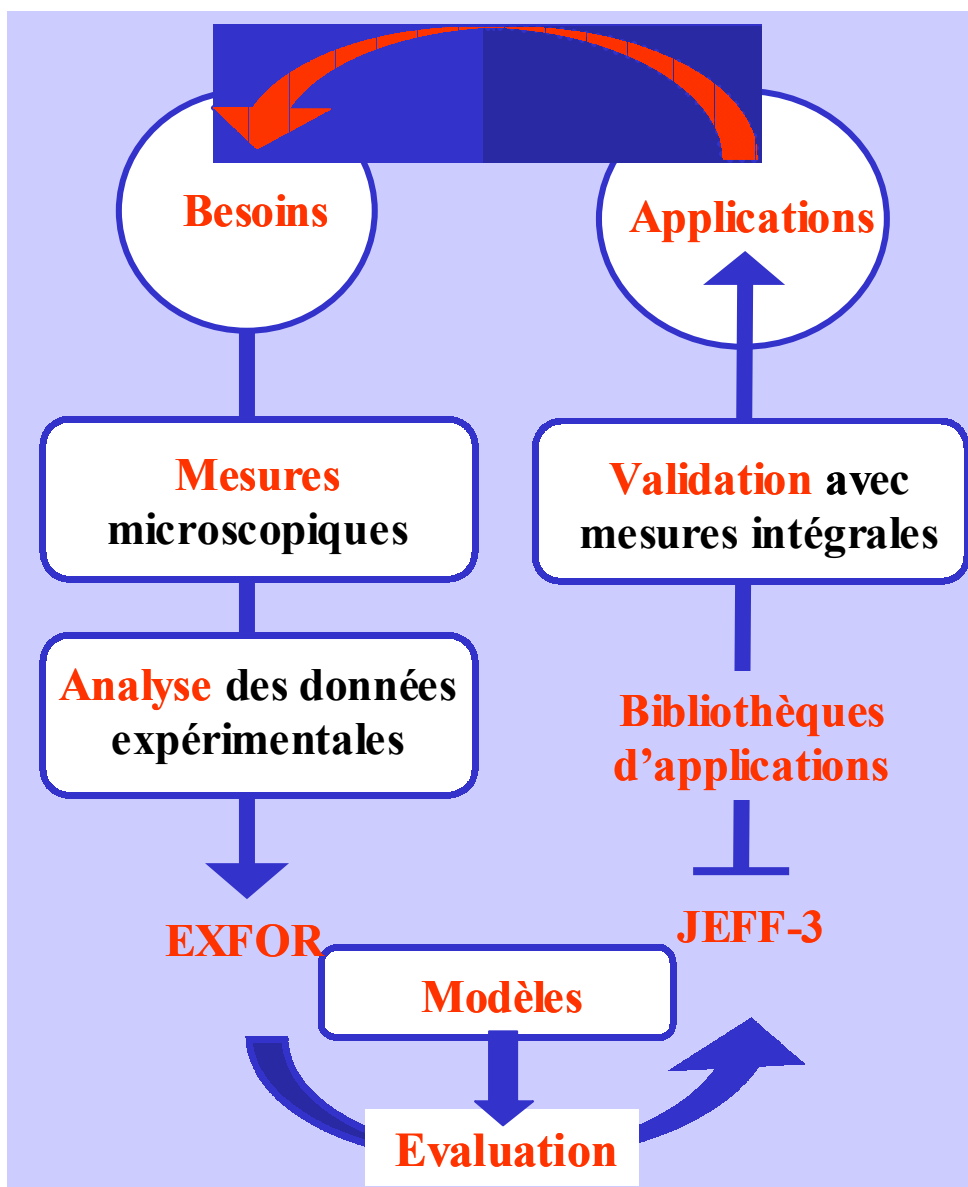 Besoins
Applications
Mesures
microscopiques
Validation avec
mesures intégrales
Analyse des données
expérimentales
Bibliothèques
d’applications
EXFOR
JEFF-3
Modèles
Evaluation